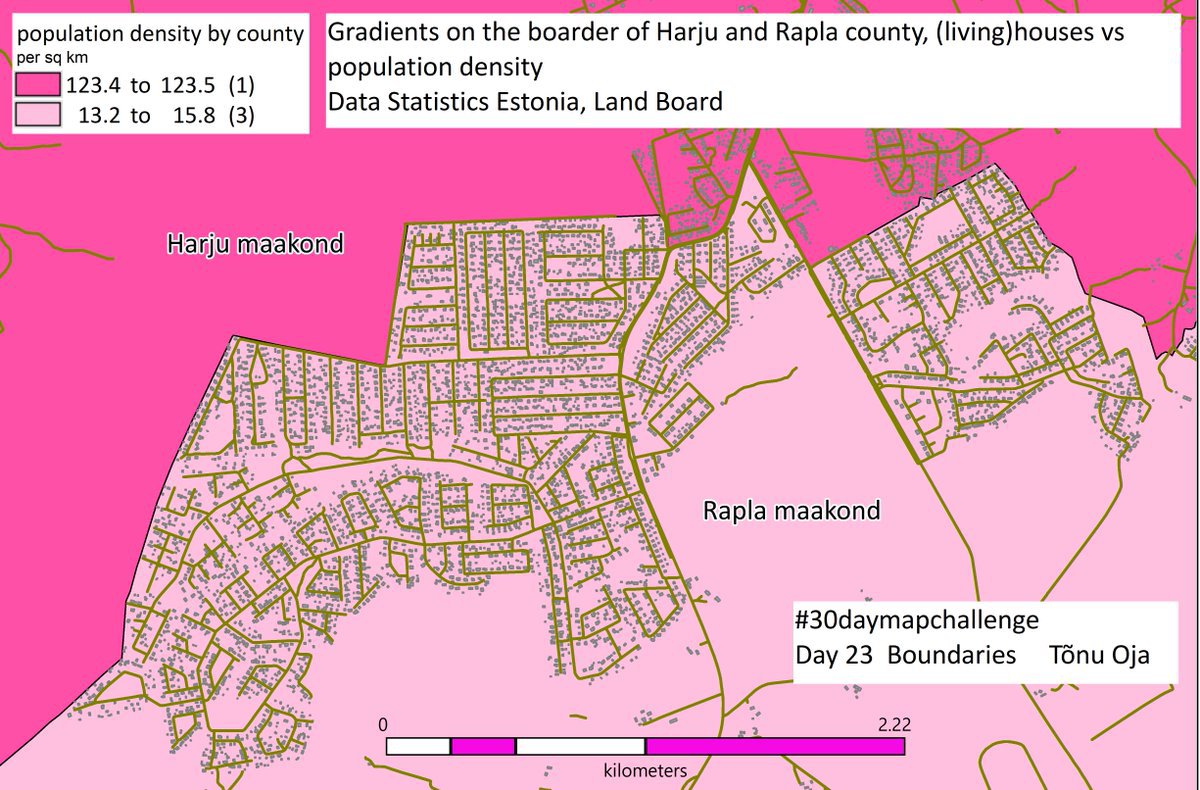 population density by county
per sq km
123.4 to 123.5 (1)
13.2 to 15.8 (3)
Gradients on the boarder of Harju and Rapla county, (living)houses vs
population density
Data Statistics Estonia, Land Board
Harju maakond
Rapla maakond
#30daymapchallenge
Day 23 Boundaries Tõnu Oja
0 2.22
kilometers